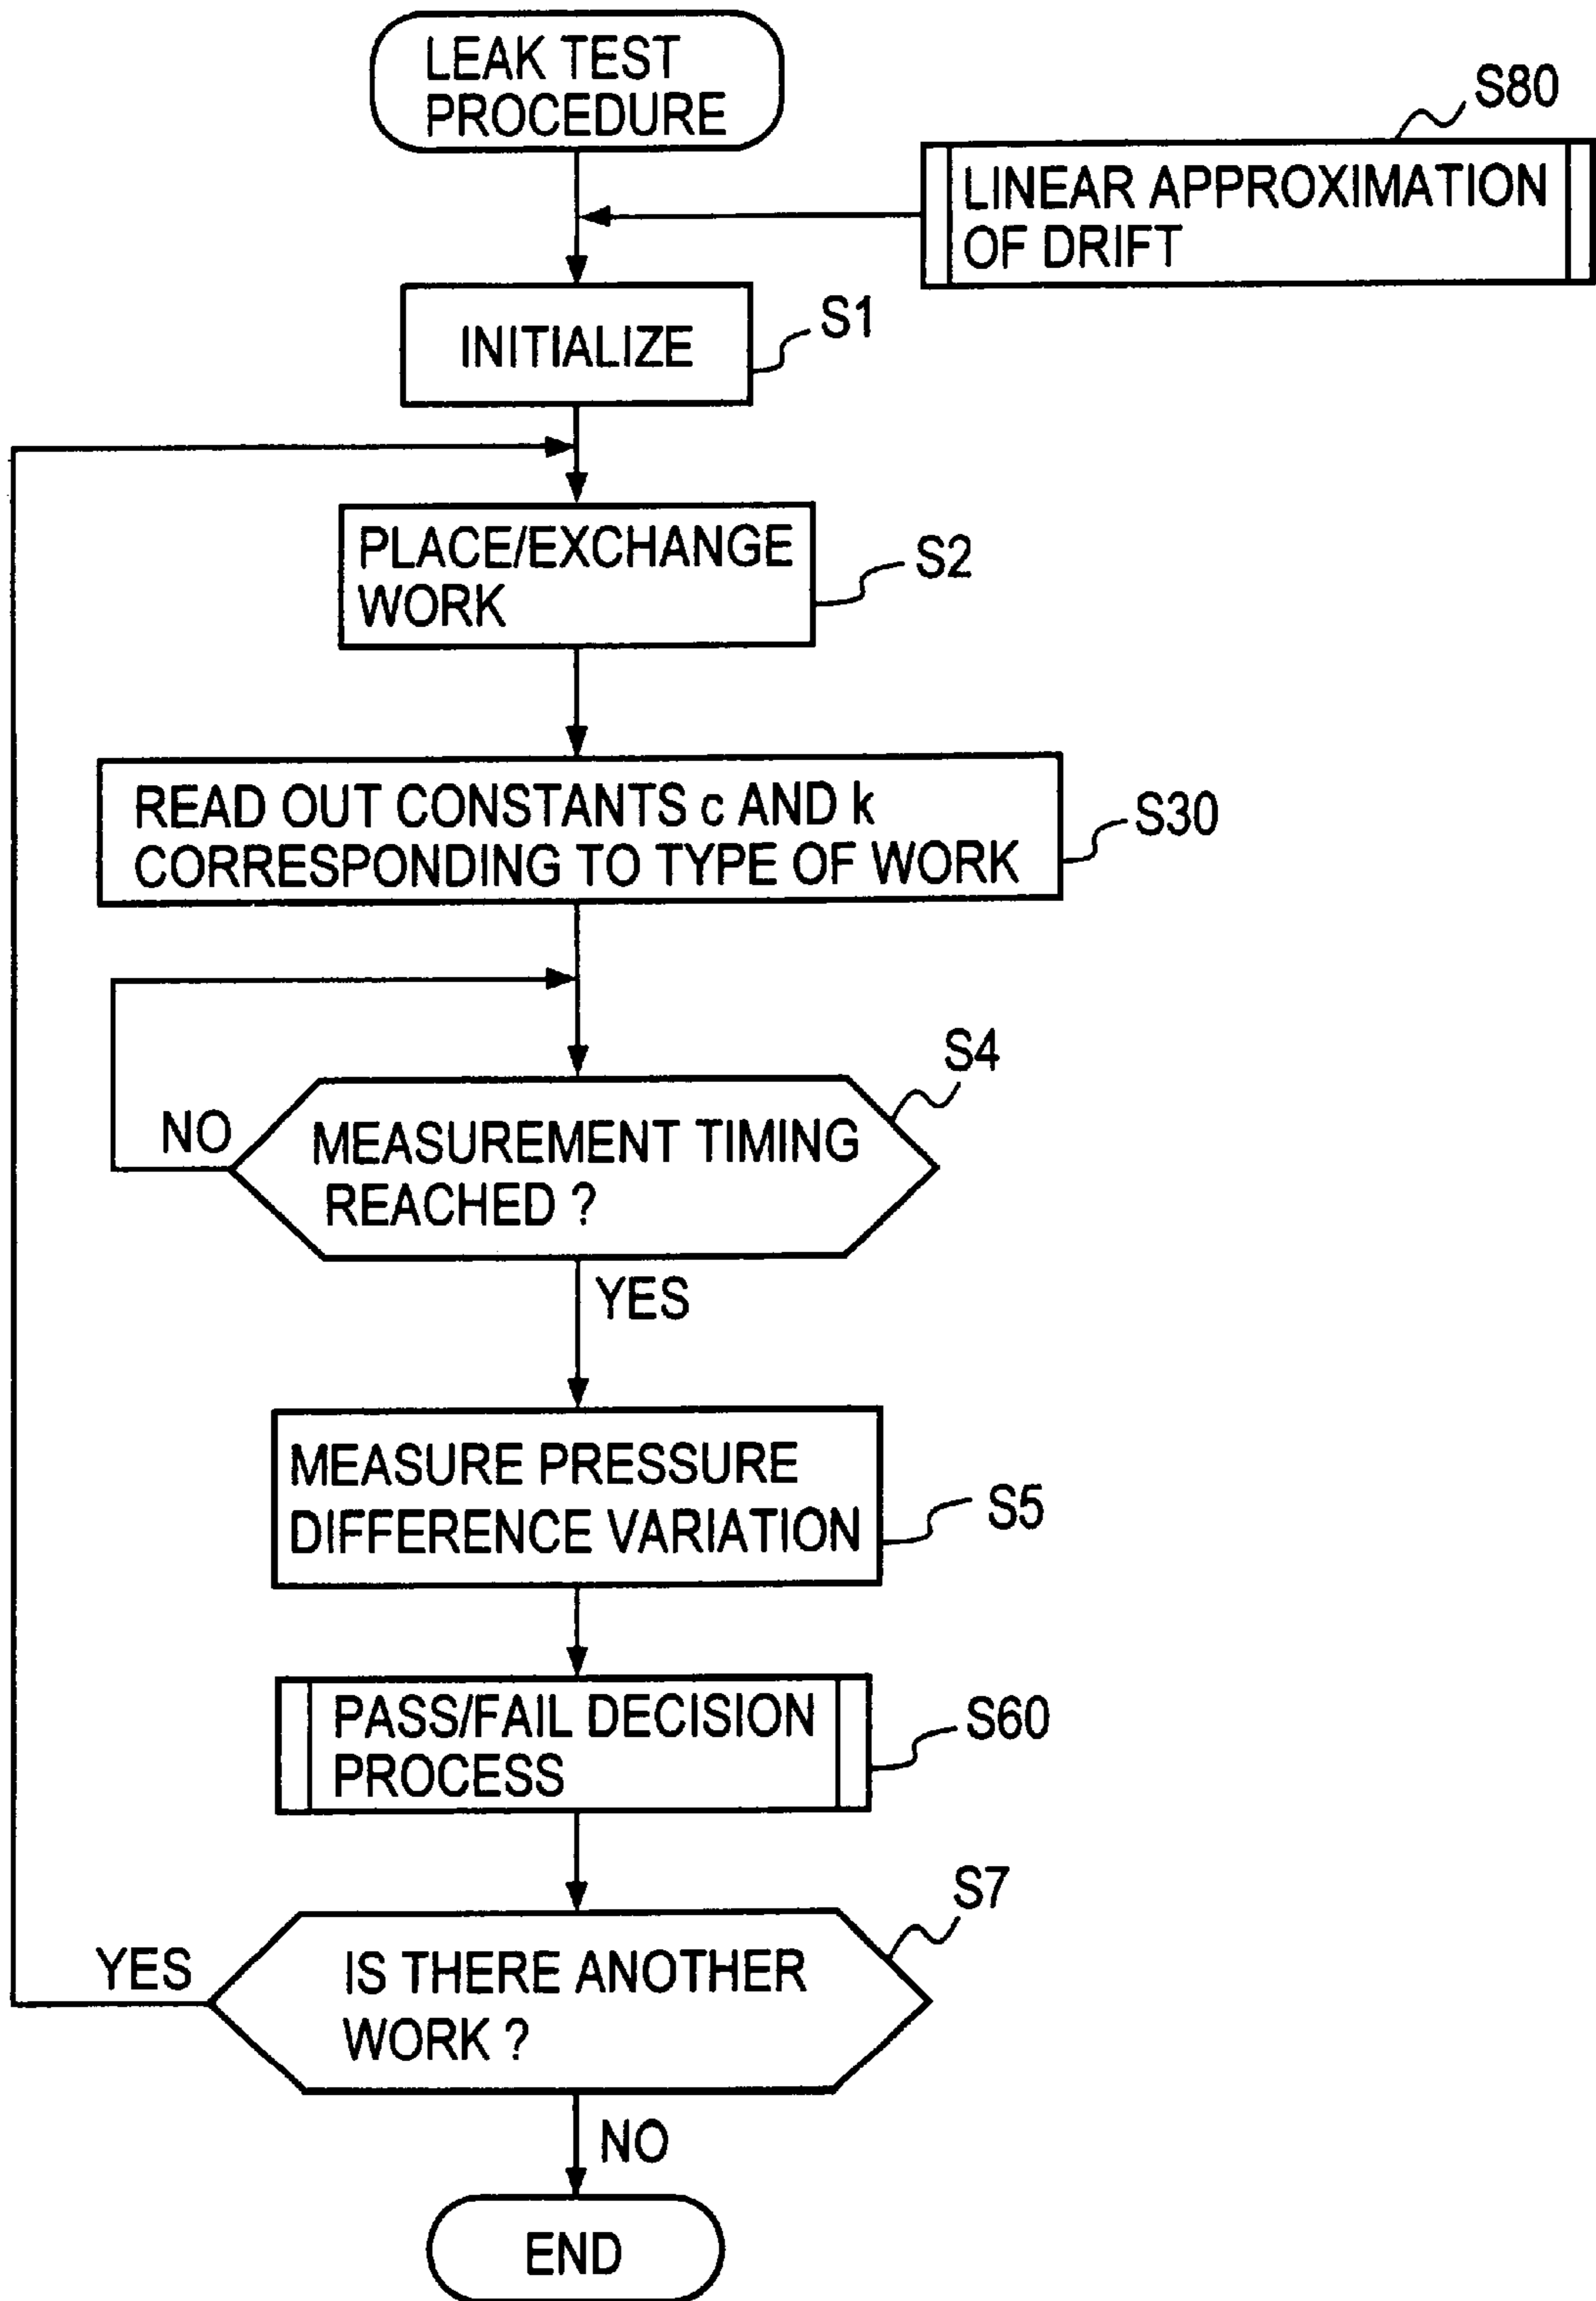 LEAK TEST
PROCEDURE
S80
LINEAR APPROXIMATION
OF DRIFT
INITIALIZE
S1
PLACE/EXCHANGE
WORK
S2
READ OUT CONSTANTS c AND k
CORRESPONDING TO TYPE OF WORK
S30
S4
NO
MEASUREMENT TIMING
REACHED ?
YES
MEASURE PRESSURE
DIFFERENCE VARIATION
S5
PASS/FAIL DECISION
PROCESS
S60
S7
YES
IS THERE ANOTHER
WORK ?
NO
END